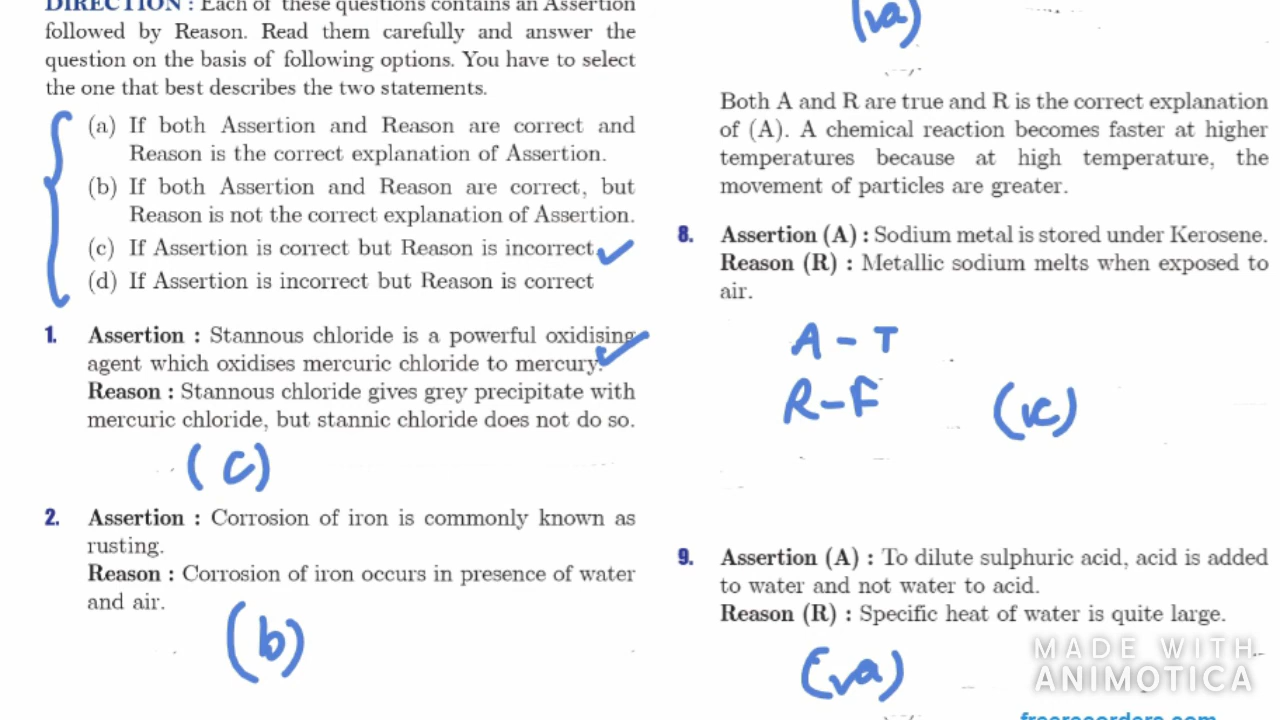 DIRECTION : Each of these questions contains an Assertion
followed by Reason. Read them carefully and answer the
question on the basis of following options. You have to select
the one that best describes the two statements.
(a) If both Assertion and Reason are correct and
Reason is the correct explanation of Assertion.
(b) If both Assertion and Reason are correct, but
Reason is not the correct explanation of Assertion.
(c) If Assertion is correct but Reason is incorrect.
(d) If Assertion is incorrect but Reason is correct
1. Assertion : Stannous chloride is a powerful oxidising
agent which oxidises mercuric chloride to mercury.
Reason : Stannous chloride gives grey precipitate with
mercuric chloride, but stannic chloride does not do so.
(c)
2. Assertion : Corrosion of iron is commonly known as
rusting.
Reason : Corrosion of iron occurs in presence of water
and air.
(b)
(va)
Both A and R are true and R is the correct explanation
of (A). A chemical reaction becomes faster at higher
temperatures because at high temperature, the
movement of particles are greater.
8. Assertion (A) : Sodium metal is stored under Kerosene.
Reason (R) : Metallic sodium melts when exposed to
air.
A - T
R - F
(vc)
9. Assertion (A) : To dilute sulphuric acid, acid is added
to water and not water to acid.
Reason (R) : Specific heat of water is quite large.
(va)
MADE WITH
ANIMOTICA
freerecorders.com